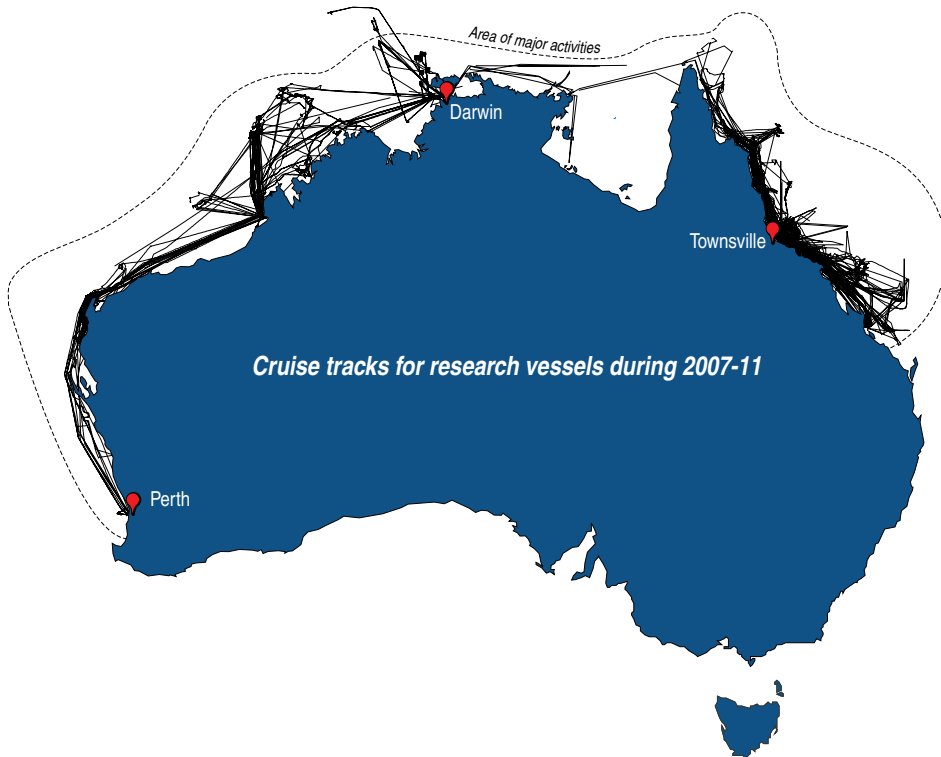 Area of major activities
Darwin
Townsville
Cruise tracks for research vessels during 2007-11
Perth